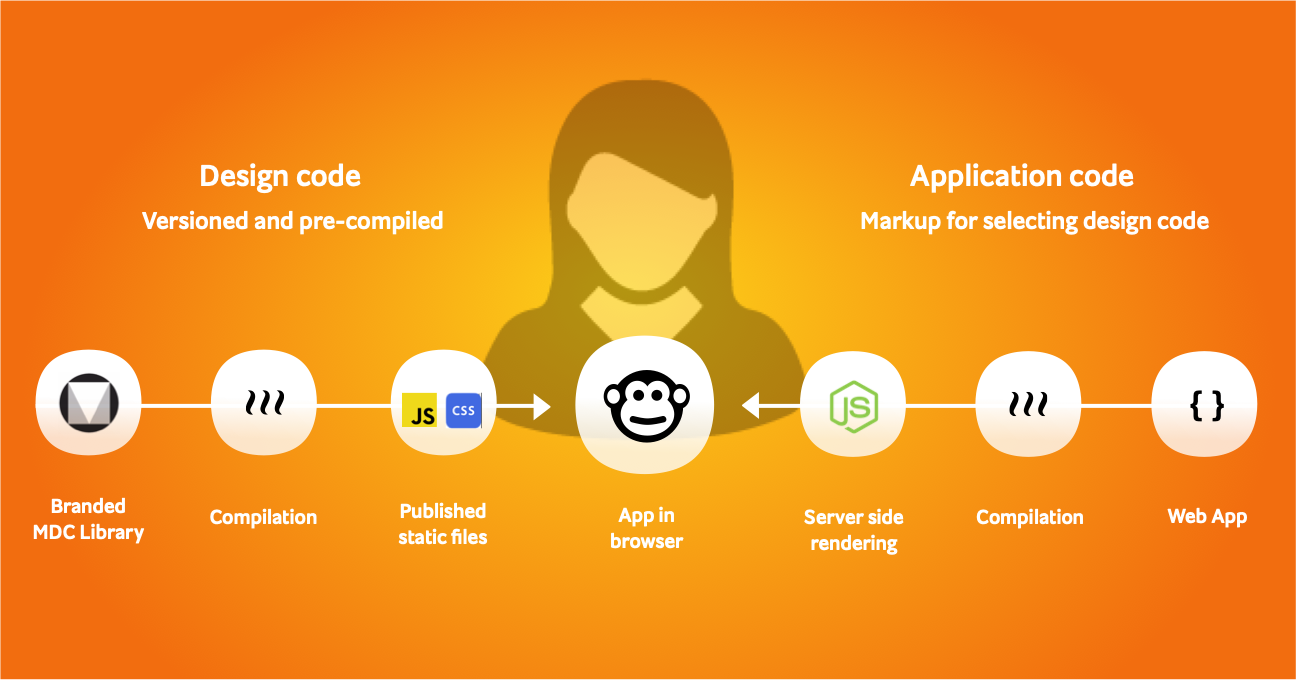 Design code
Versioned and pre-compiled
Application code
Markup for selecting design code
JS
CSS
JS
{ }
Branded
MDC Library
Compilation
Published
static files
App in
browser
Server side
rendering
Compilation
Web App